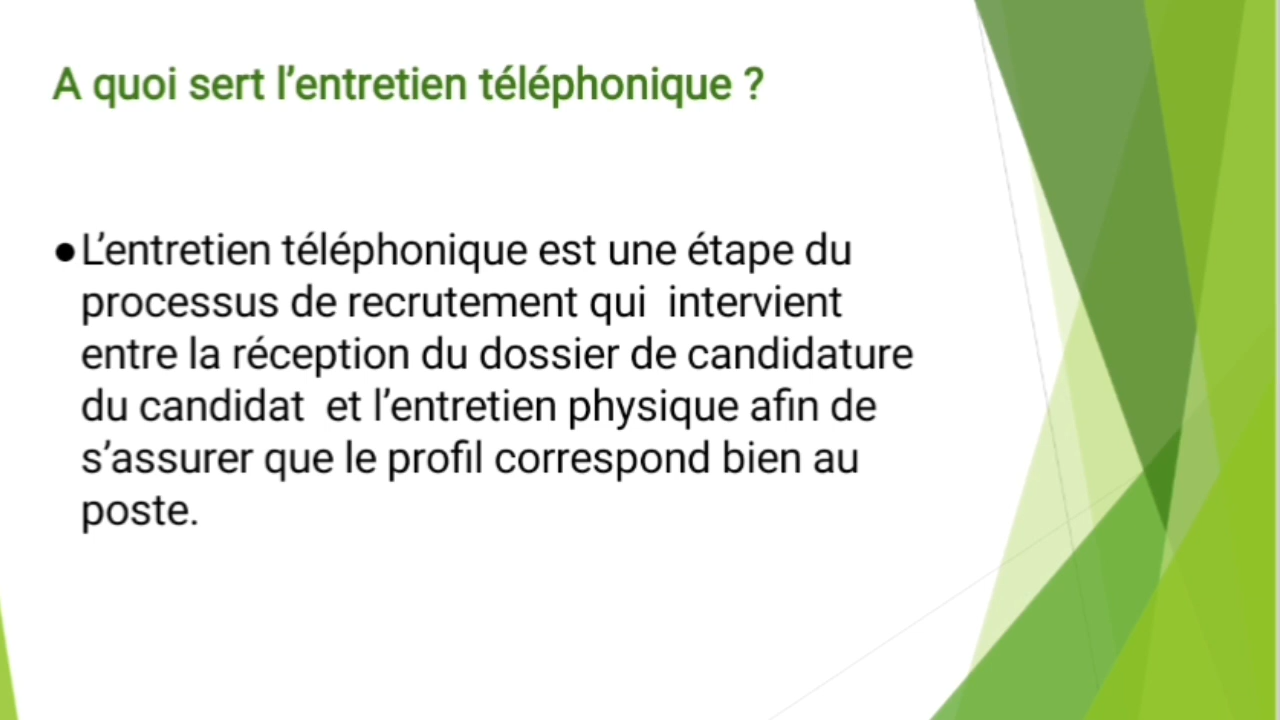 A quoi sert l’entretien téléphonique ?
●L’entretien téléphonique est une étape du
processus de recrutement qui  intervient
entre la réception du dossier de candidature
du candidat  et l’entretien physique afin de
s’assurer que le profil correspond bien au
poste.